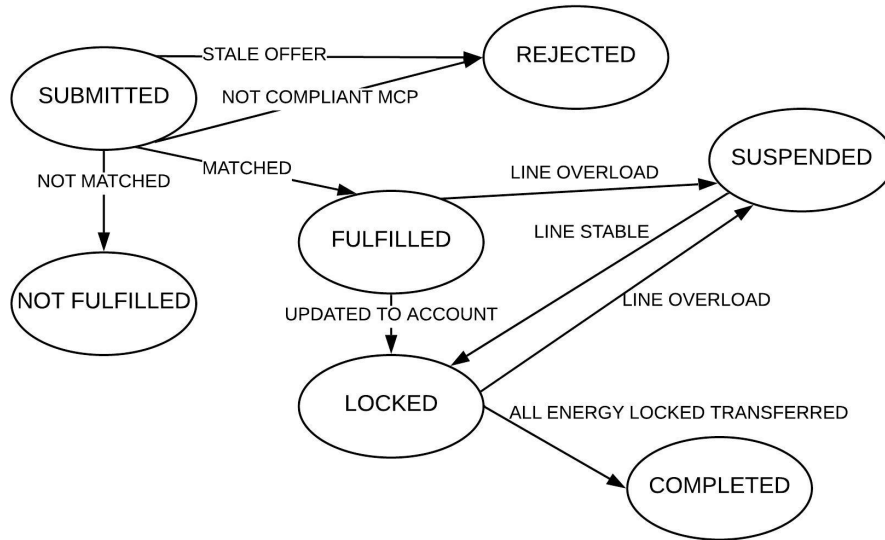 STALE OFFER
REJECTED
SUBMITTED
NOT COMPLIANT MCP
NOT MATCHED
MATCHED
LINE OVERLOAD
SUSPENDED
FULFILLED
LINE STABLE
NOT FULFILLED
LINE OVERLOAD
UPDATED TO ACCOUNT
LOCKED
ALL ENERGY LOCKED TRANSFERRED
COMPLETED